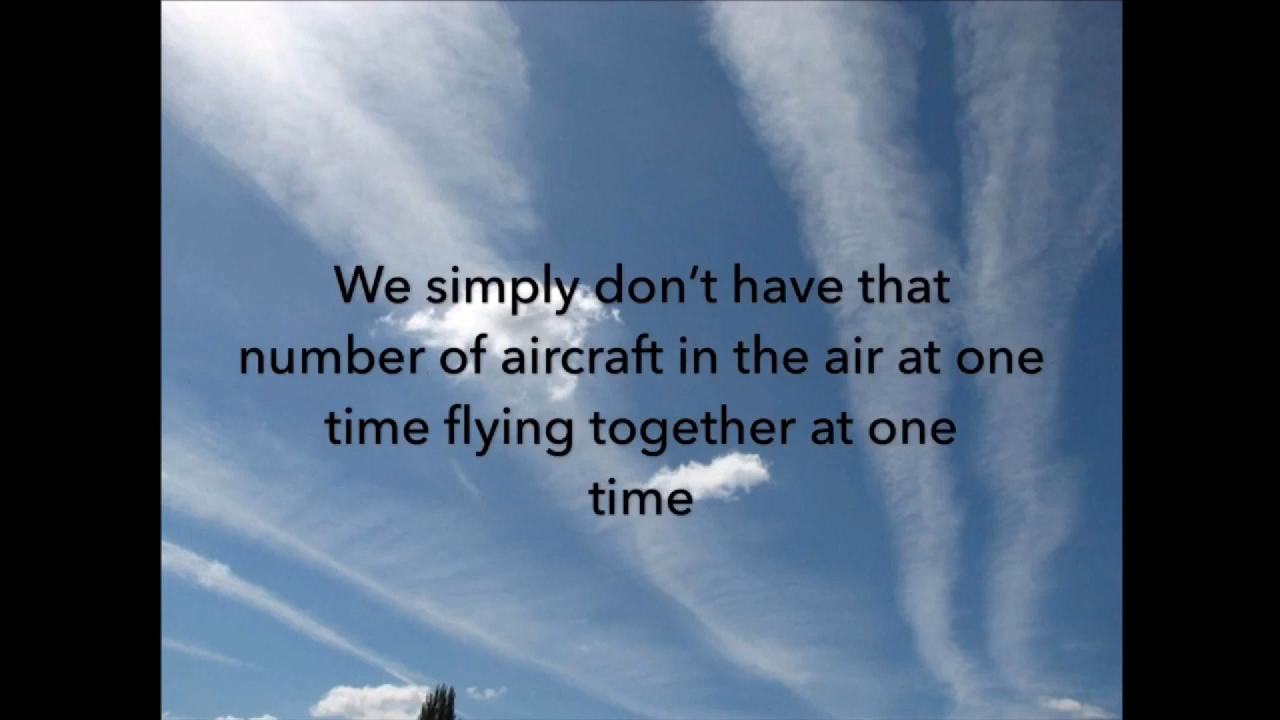 We simply don’t have that
number of aircraft in the air at one
time flying together at one
time